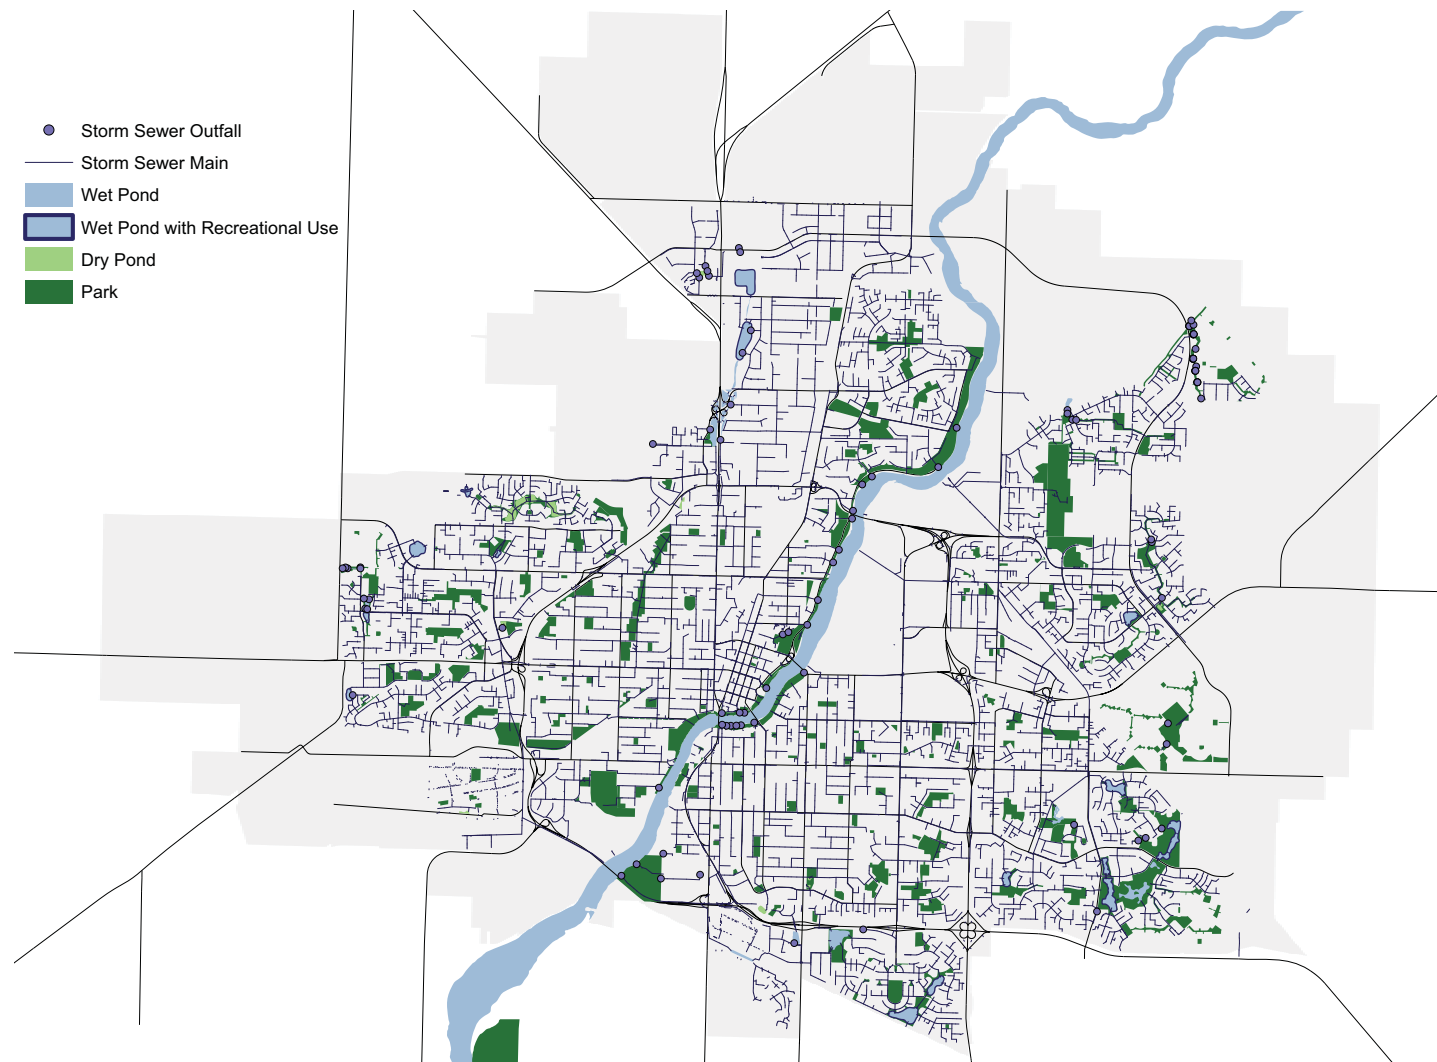 Storm Sewer Outfall
Storm Sewer Main
Wet Pond
Wet Pond with Recreational Use
Dry Pond
Park